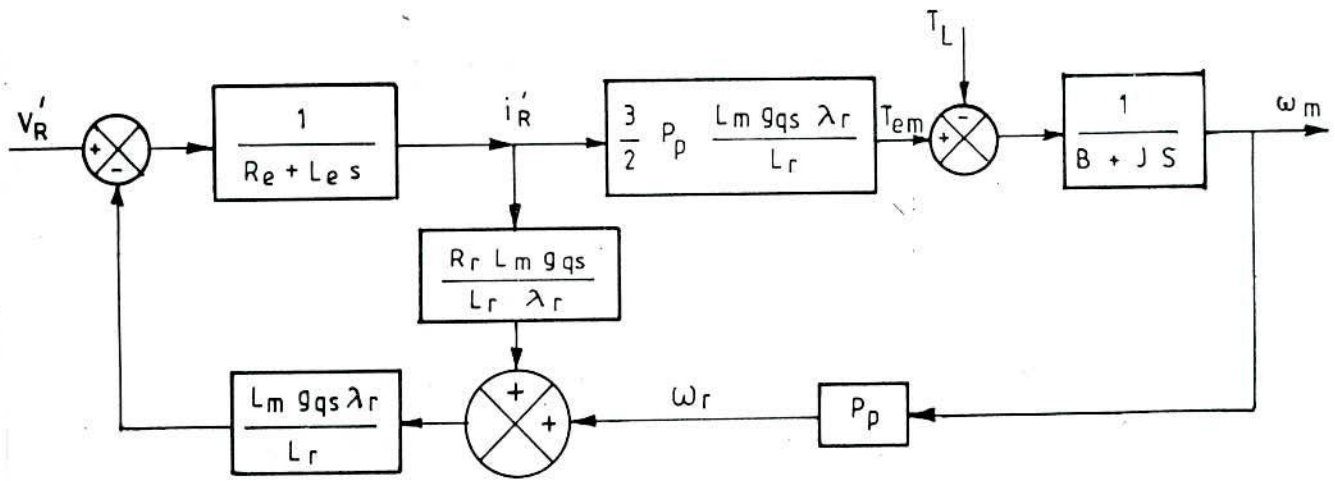 T_L
V_R'
+
-
1
R_e + L_e s
i_R'
3/2 P_p L_m g_qs λ_r
L_r
T_em
+
-
1
B + J S
ω_m
R_r L_m g_qs
L_r λ_r
+
+
L_m g_qs λ_r
L_r
ω_r
P_p